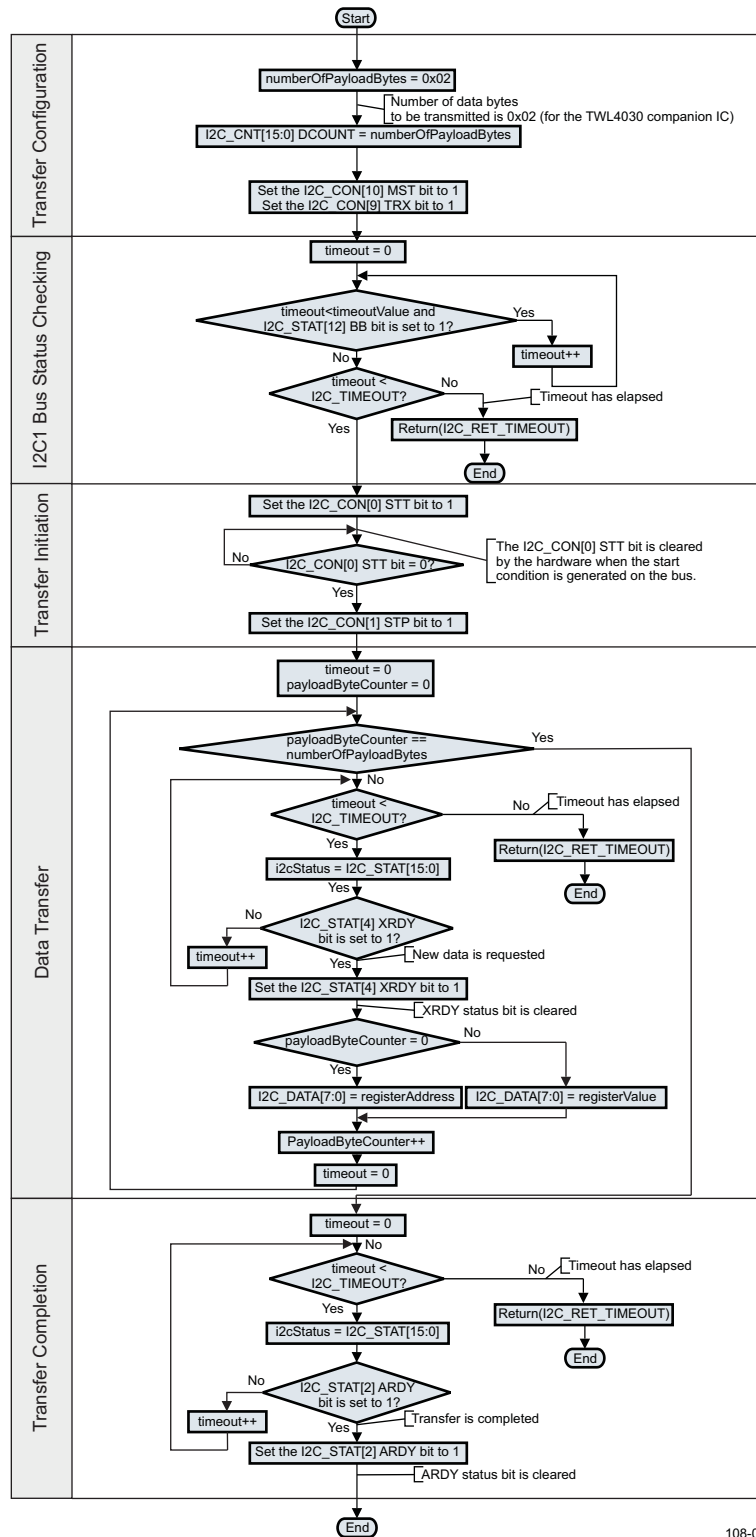 Start
Transfer Configuration
numberOfPayloadBytes = 0x02
Number of data bytes
to be transmitted is 0x02 (for the TWL4030 companion IC)
I2C_CNT[15:0] DCOUNT = numberOfPayloadBytes
Set the I2C_CON[10] MST bit to 1
Set the I2C_CON[9] TRX bit to 1
I2C1 Bus Status Checking
timeout = 0
timeout<timeoutValue and
I2C_STAT[12] BB bit is set to 1?
Yes
timeout++
No
timeout <
I2C_TIMEOUT?
No
Timeout has elapsed
Yes
Return(I2C_RET_TIMEOUT)
End
Transfer Initiation
Set the I2C_CON[0] STT bit to 1
No
I2C_CON[0] STT bit = 0?
The I2C_CON[0] STT bit is cleared
by the hardware when the start
condition is generated on the bus.
Yes
Set the I2C_CON[1] STP bit to 1
Data Transfer
timeout = 0
payloadByteCounter = 0
payloadByteCounter ==
numberOfPayloadBytes
Yes
No
timeout <
I2C_TIMEOUT?
No
Timeout has elapsed
Yes
Return(I2C_RET_TIMEOUT)
End
i2cStatus = I2C_STAT[15:0]
Yes
No
I2C_STAT[4] XRDY
bit is set to 1?
timeout++
Yes
New data is requested
Set the I2C_STAT[4] XRDY bit to 1
XRDY status bit is cleared
payloadByteCounter = 0
No
Yes
I2C_DATA[7:0] = registerAddress
I2C_DATA[7:0] = registerValue
PayloadByteCounter++
timeout = 0
Transfer Completion
timeout = 0
No
timeout <
I2C_TIMEOUT?
No
Timeout has elapsed
Yes
Return(I2C_RET_TIMEOUT)
End
i2cStatus = I2C_STAT[15:0]
No
I2C_STAT[2] ARDY
bit is set to 1?
timeout++
Yes
Transfer is completed
Set the I2C_STAT[2] ARDY bit to 1
ARDY status bit is cleared
End